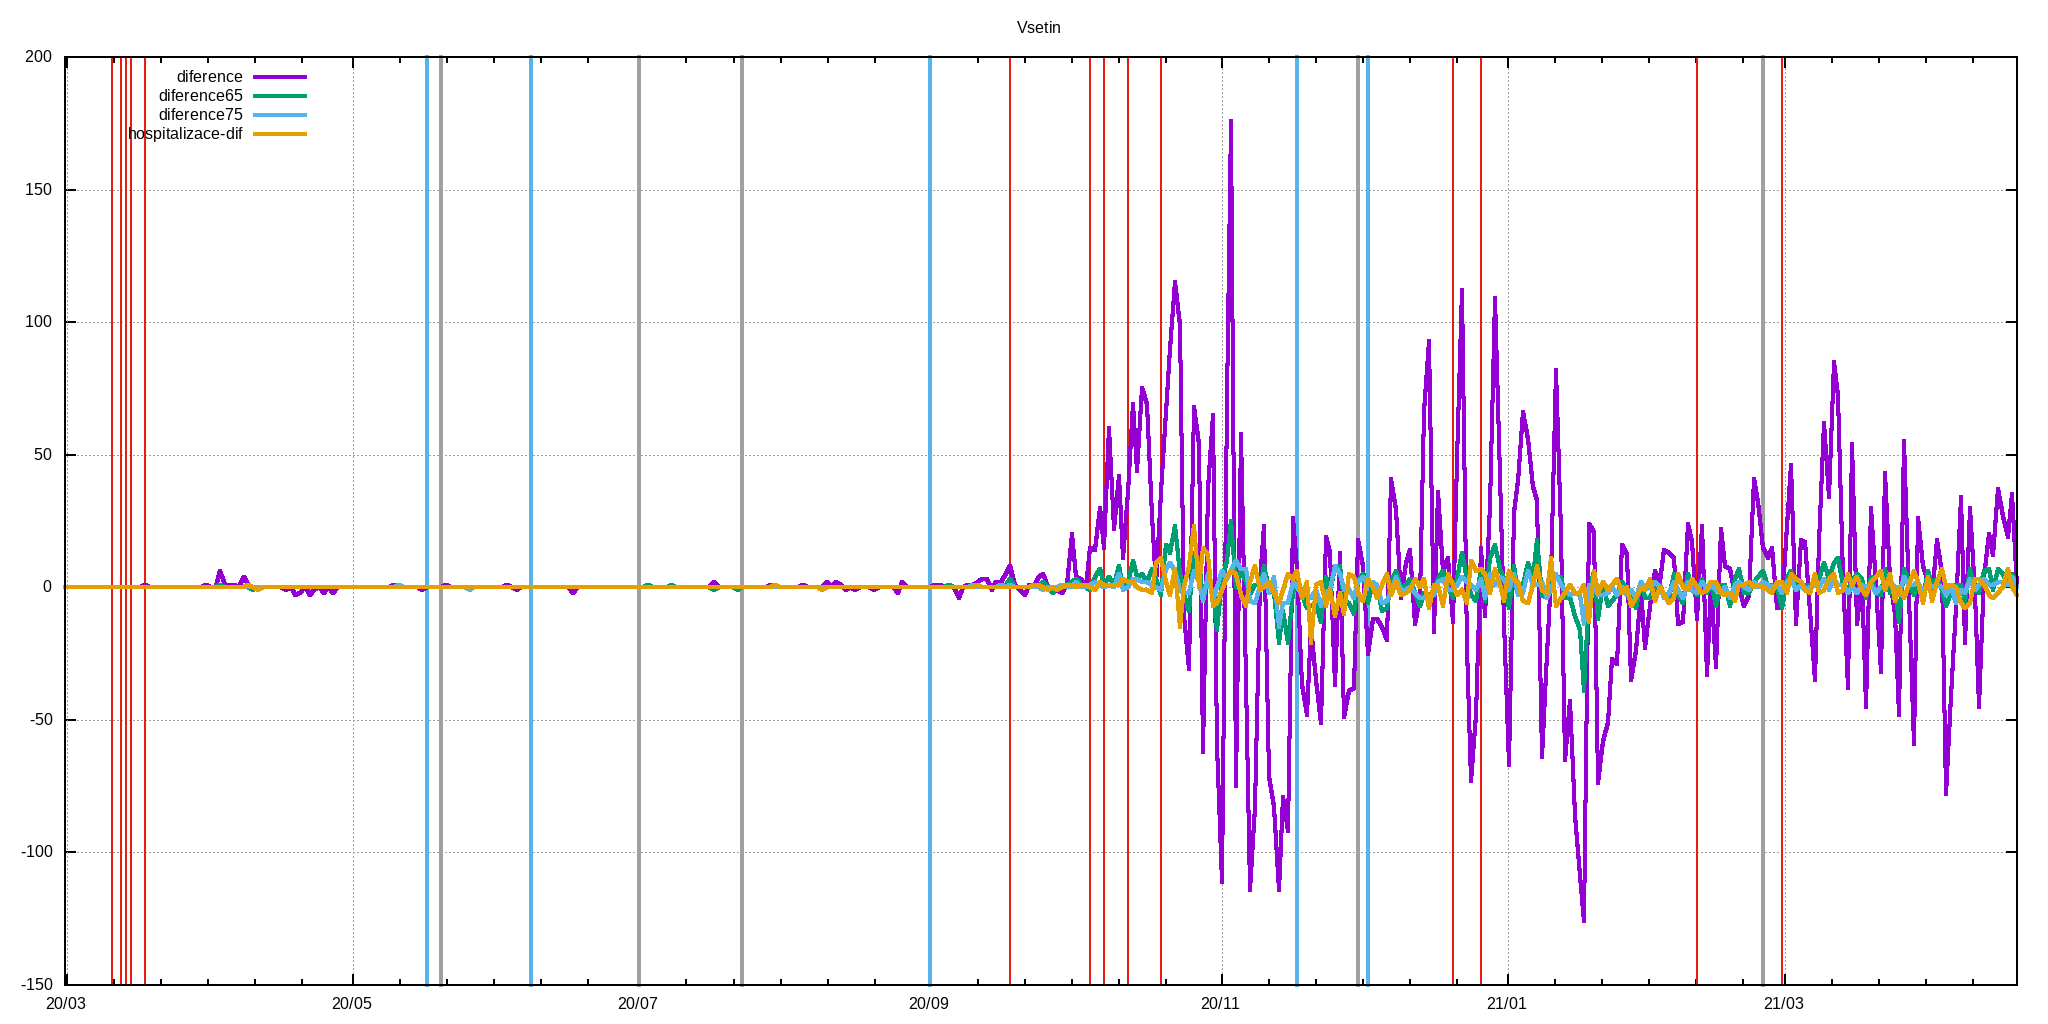 Vsetin
200
diference
diference65
diference75
hospitalizace-dif
150
100
50
0
-50
-100
-150
20/03 20/05 20/07 20/09 20/11 21/01 21/03